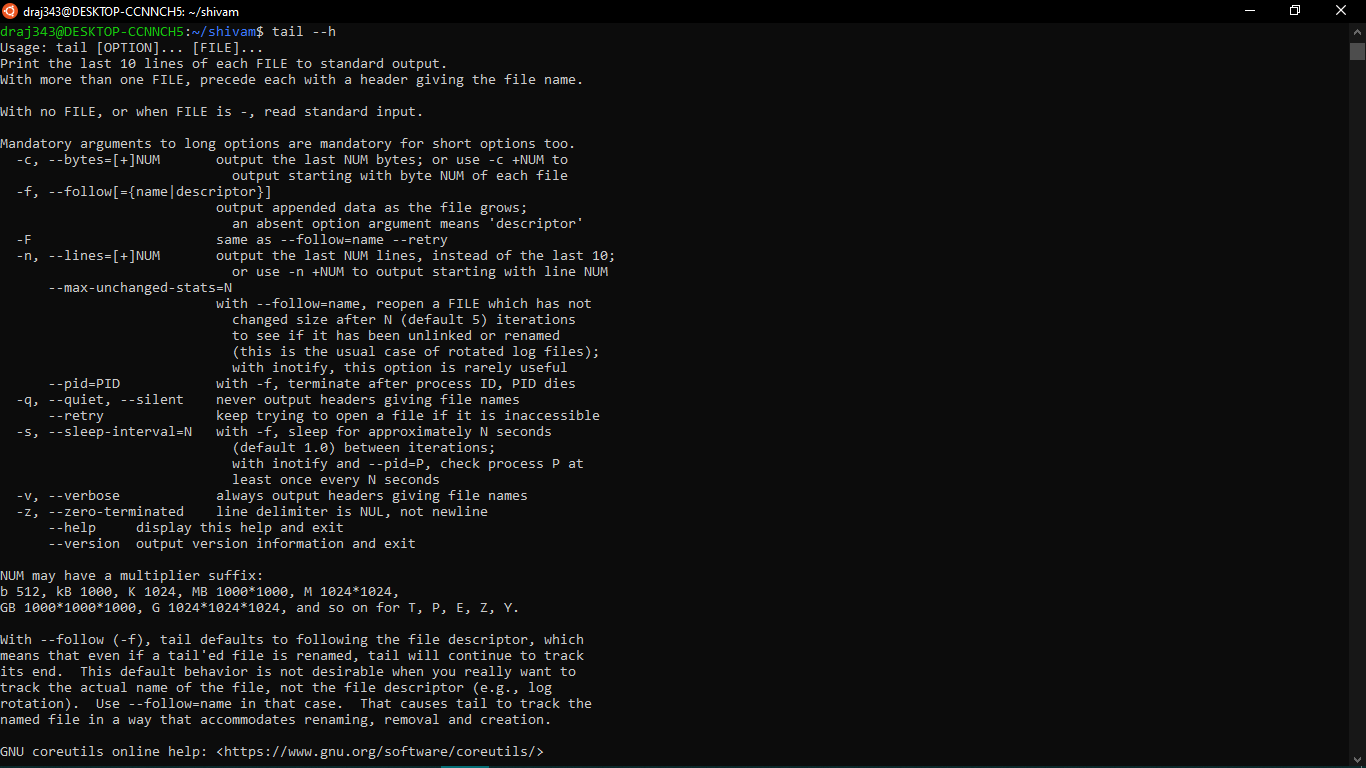 draj343@DESKTOP-CCNNCH5: ~/shivam
draj343@DESKTOP-CCNNCH5:~/shivam$ tail --h
Usage: tail [OPTION]... [FILE]...
Print the last 10 lines of each FILE to standard output.
With more than one FILE, precede each with a header giving the file name.

With no FILE, or when FILE is -, read standard input.

Mandatory arguments to long options are mandatory for short options too.
  -c, --bytes=[+]NUM       output the last NUM bytes; or use -c +NUM to
                             output starting with byte NUM of each file
  -f, --follow[={name|descriptor}]
                           output appended data as the file grows;
                             an absent option argument means 'descriptor'
  -F                       same as --follow=name --retry
  -n, --lines=[+]NUM       output the last NUM lines, instead of the last 10;
                             or use -n +NUM to output starting with line NUM
      --max-unchanged-stats=N
                           with --follow=name, reopen a FILE which has not
                             changed size after N (default 5) iterations
                             to see if it has been unlinked or renamed
                             (this is the usual case of rotated log files);
                             with inotify, this option is rarely useful
      --pid=PID            with -f, terminate after process ID, PID dies
  -q, --quiet, --silent    never output headers giving file names
      --retry              keep trying to open a file if it is inaccessible
  -s, --sleep-interval=N   with -f, sleep for approximately N seconds
                             (default 1.0) between iterations;
                             with inotify and --pid=P, check process P at
                             least once every N seconds
  -v, --verbose            always output headers giving file names
  -z, --zero-terminated    line delimiter is NUL, not newline
      --help     display this help and exit
      --version  output version information and exit

NUM may have a multiplier suffix:
b 512, kB 1000, K 1024, MB 1000*1000, M 1024*1024,
GB 1000*1000*1000, G 1024*1024*1024, and so on for T, P, E, Z, Y.

With --follow (-f), tail defaults to following the file descriptor, which
means that even if a tail'ed file is renamed, tail will continue to track
its end.  This default behavior is not desirable when you really want to
track the actual name of the file, not the file descriptor (e.g., log
rotation).  Use --follow=name in that case.  That causes tail to track the
named file in a way that accommodates renaming, removal and creation.

GNU coreutils online help: <https://www.gnu.org/software/coreutils/>